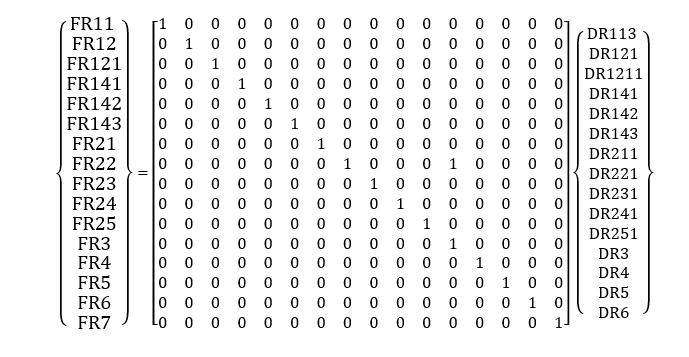 FR11 1 0 0 0 0 0 0 0 0 0 0 0 0 0 0 0 DR113
FR12 0 1 0 0 0 0 0 0 0 0 0 0 0 0 0 0 DR121
FR121 0 0 1 0 0 0 0 0 0 0 0 0 0 0 0 0 DR1211
FR141 0 0 0 1 0 0 0 0 0 0 0 0 0 0 0 0 DR141
FR142 0 0 0 0 1 0 0 0 0 0 0 0 0 0 0 0 DR142
FR143 0 0 0 0 0 1 0 0 0 0 0 0 0 0 0 0 DR143
FR21 0 0 0 0 0 0 1 0 0 0 0 0 0 0 0 0 DR211
FR22 = 0 0 0 0 0 0 0 1 0 0 0 1 0 0 0 0 DR221
FR23 0 0 0 0 0 0 0 0 1 0 0 0 0 0 0 0 DR231
FR24 0 0 0 0 0 0 0 0 0 1 0 0 0 0 0 0 DR241
FR25 0 0 0 0 0 0 0 0 0 0 1 0 0 0 0 0 DR251
FR3 0 0 0 0 0 0 0 0 0 0 0 1 0 0 0 0 DR3
FR4 0 0 0 0 0 0 0 0 0 0 0 0 1 0 0 0 DR4
FR5 0 0 0 0 0 0 0 0 0 0 0 0 0 1 0 0 DR5
FR6 0 0 0 0 0 0 0 0 0 0 0 0 0 0 1 0 DR6
FR7 0 0 0 0 0 0 0 0 0 0 0 0 0 0 0 1